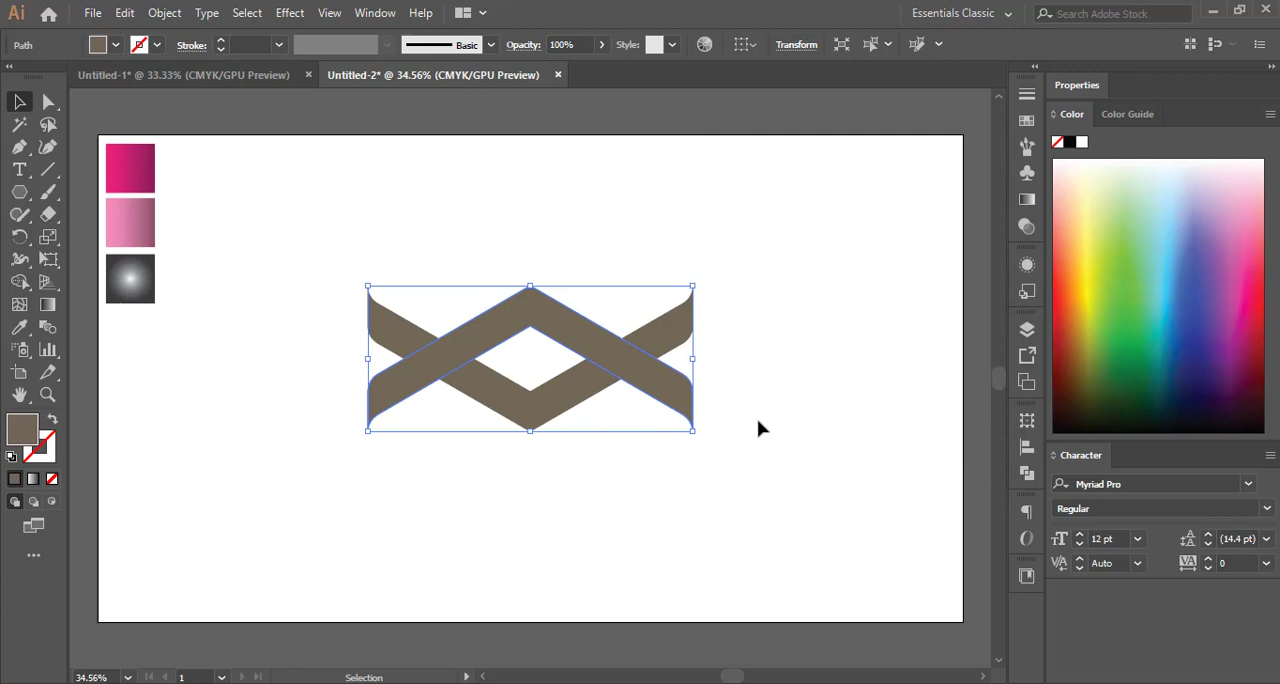 Ai File Edit Object Type Select Effect View Window Help Essentials Classic Search Adobe Stock
Path Stroke: Basic Opacity: 100% Style: Transform
Untitled-1* @ 33.33% (CMYK/GPU Preview) × Untitled-2* @ 34.56% (CMYK/GPU Preview) ×
Properties
Color Color Guide
Character
Myriad Pro
Regular
12 pt (14.4 pt)
Auto 0
34.56% 1 Selection